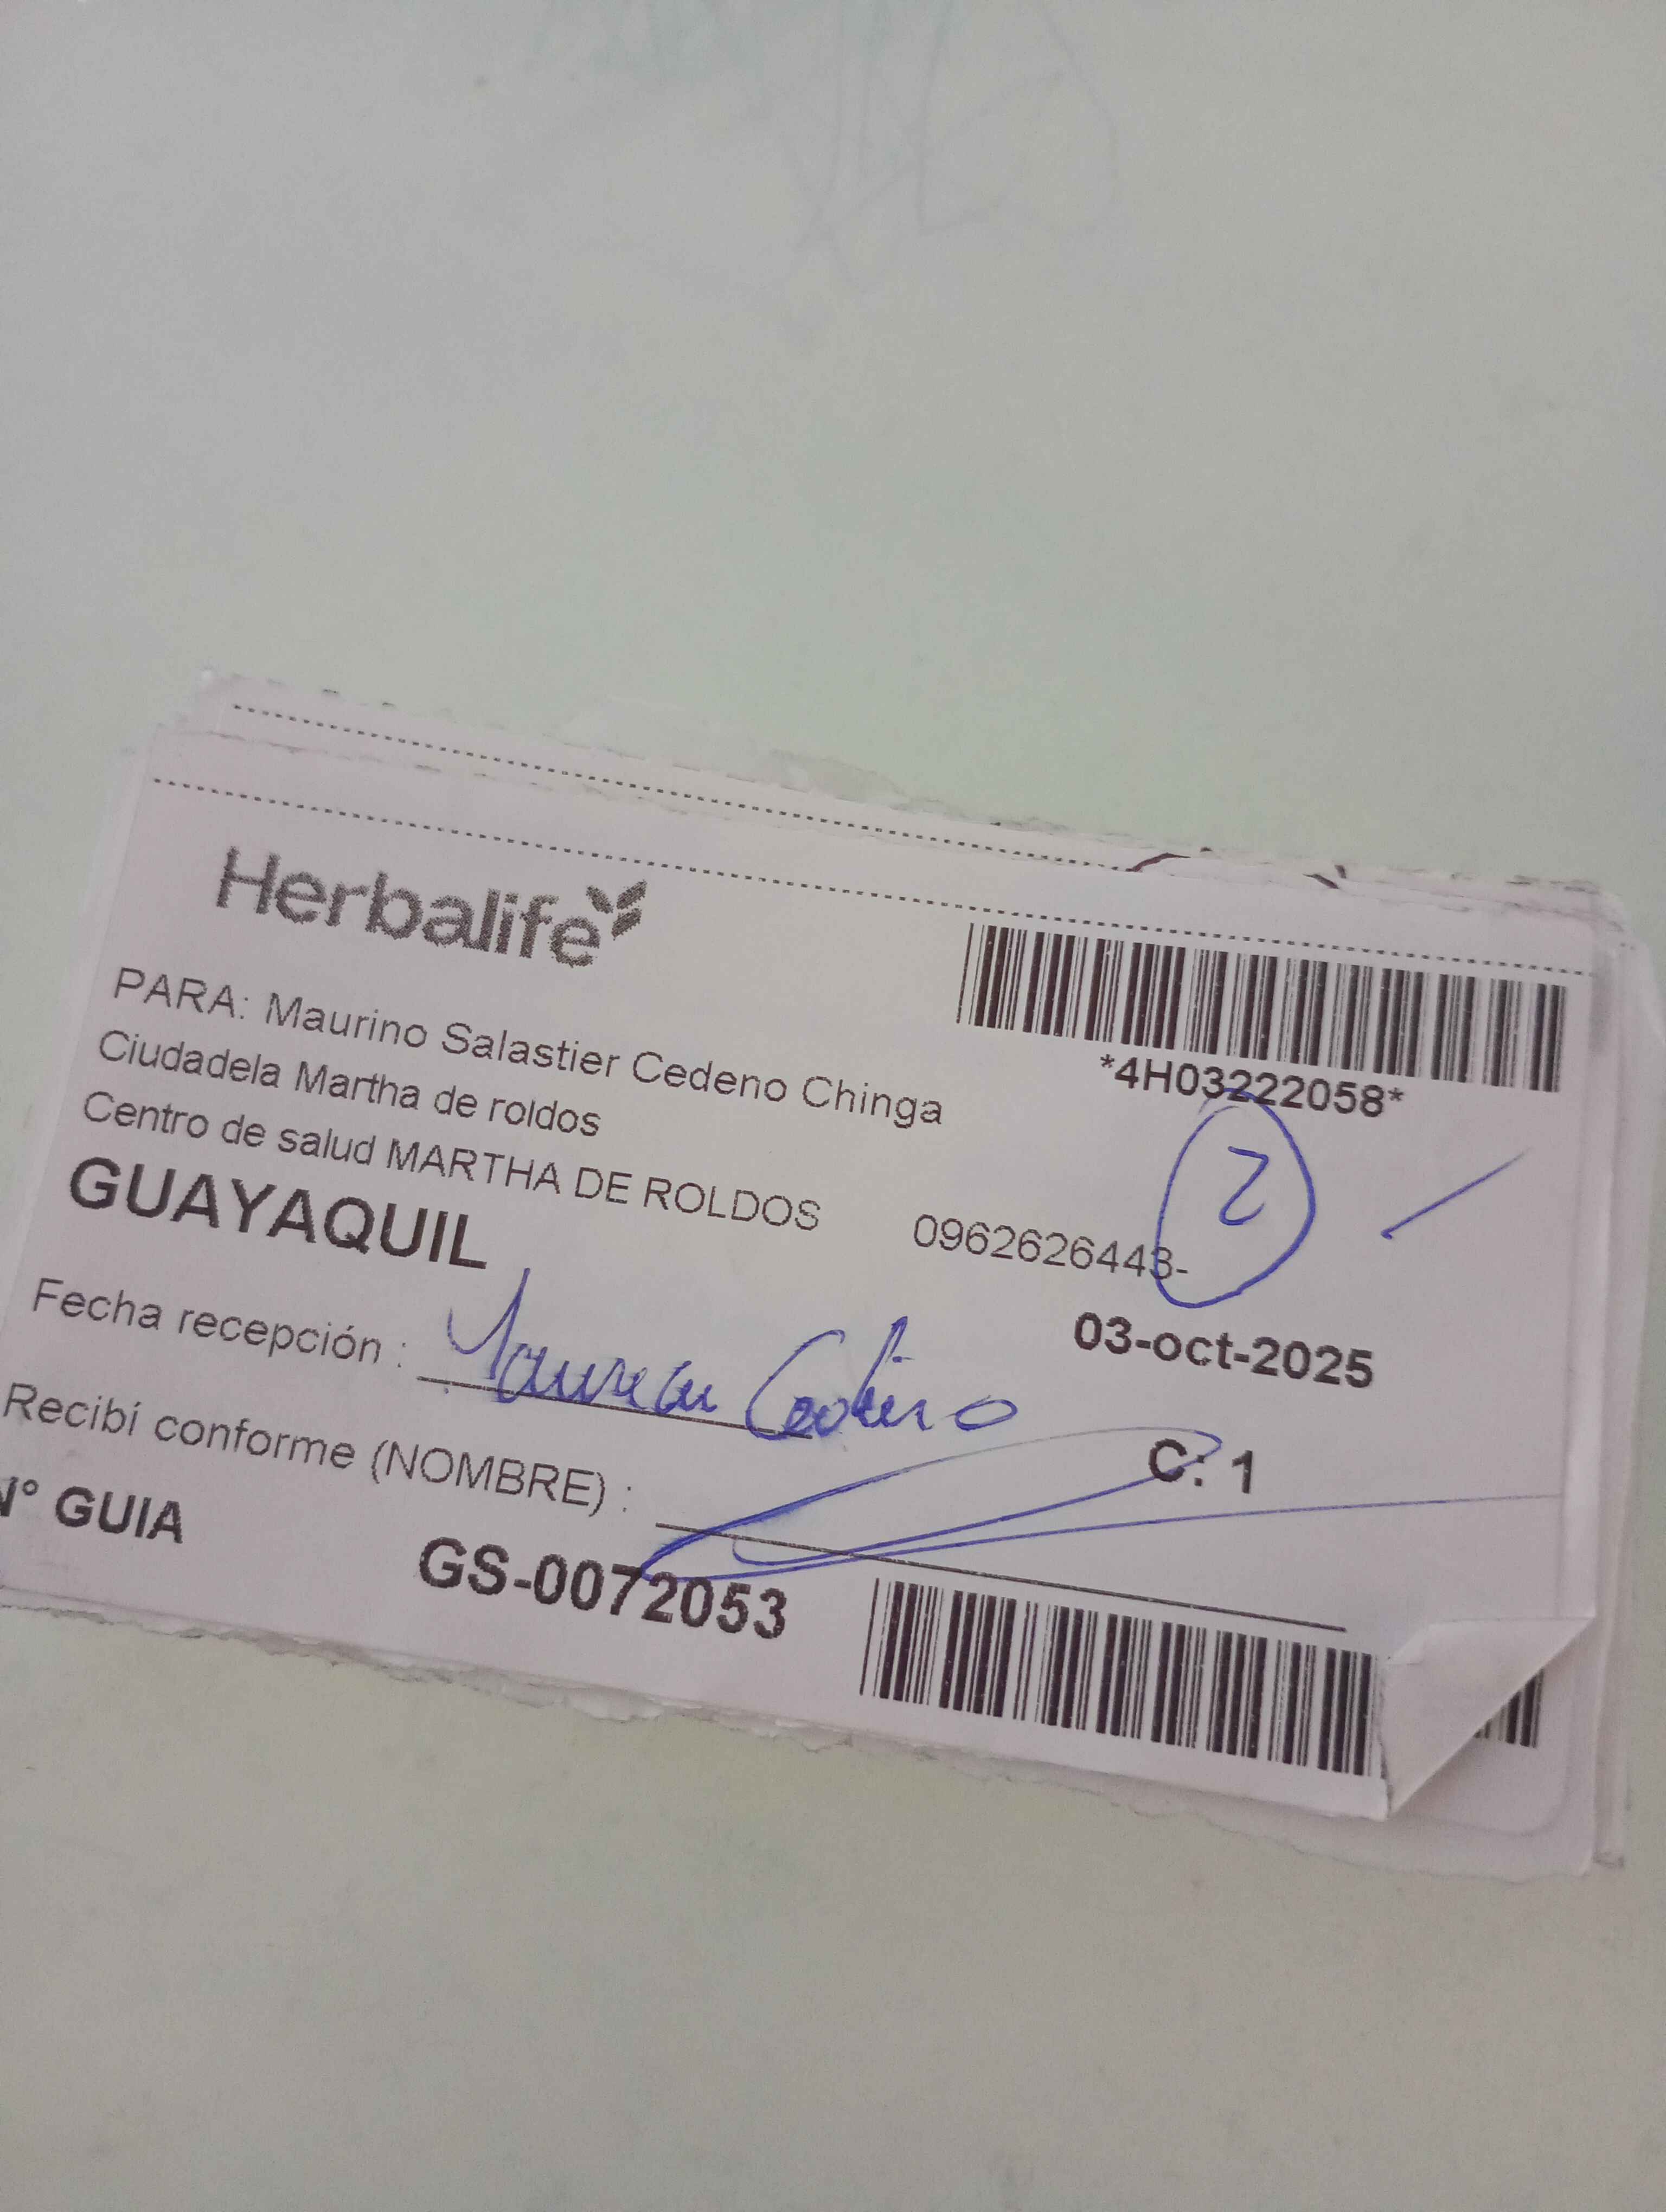 Herbalife
*4H03222058*
PARA: Maurino Salastier Cedeno Chinga
Ciudadela Martha de roldos
Centro de salud MARTHA DE ROLDOS 0962626443-
2
GUAYAQUIL
03-oct-2025
Fecha recepción :
Recibí conforme (NOMBRE) :
C: 1
N° GUIA GS-0072053